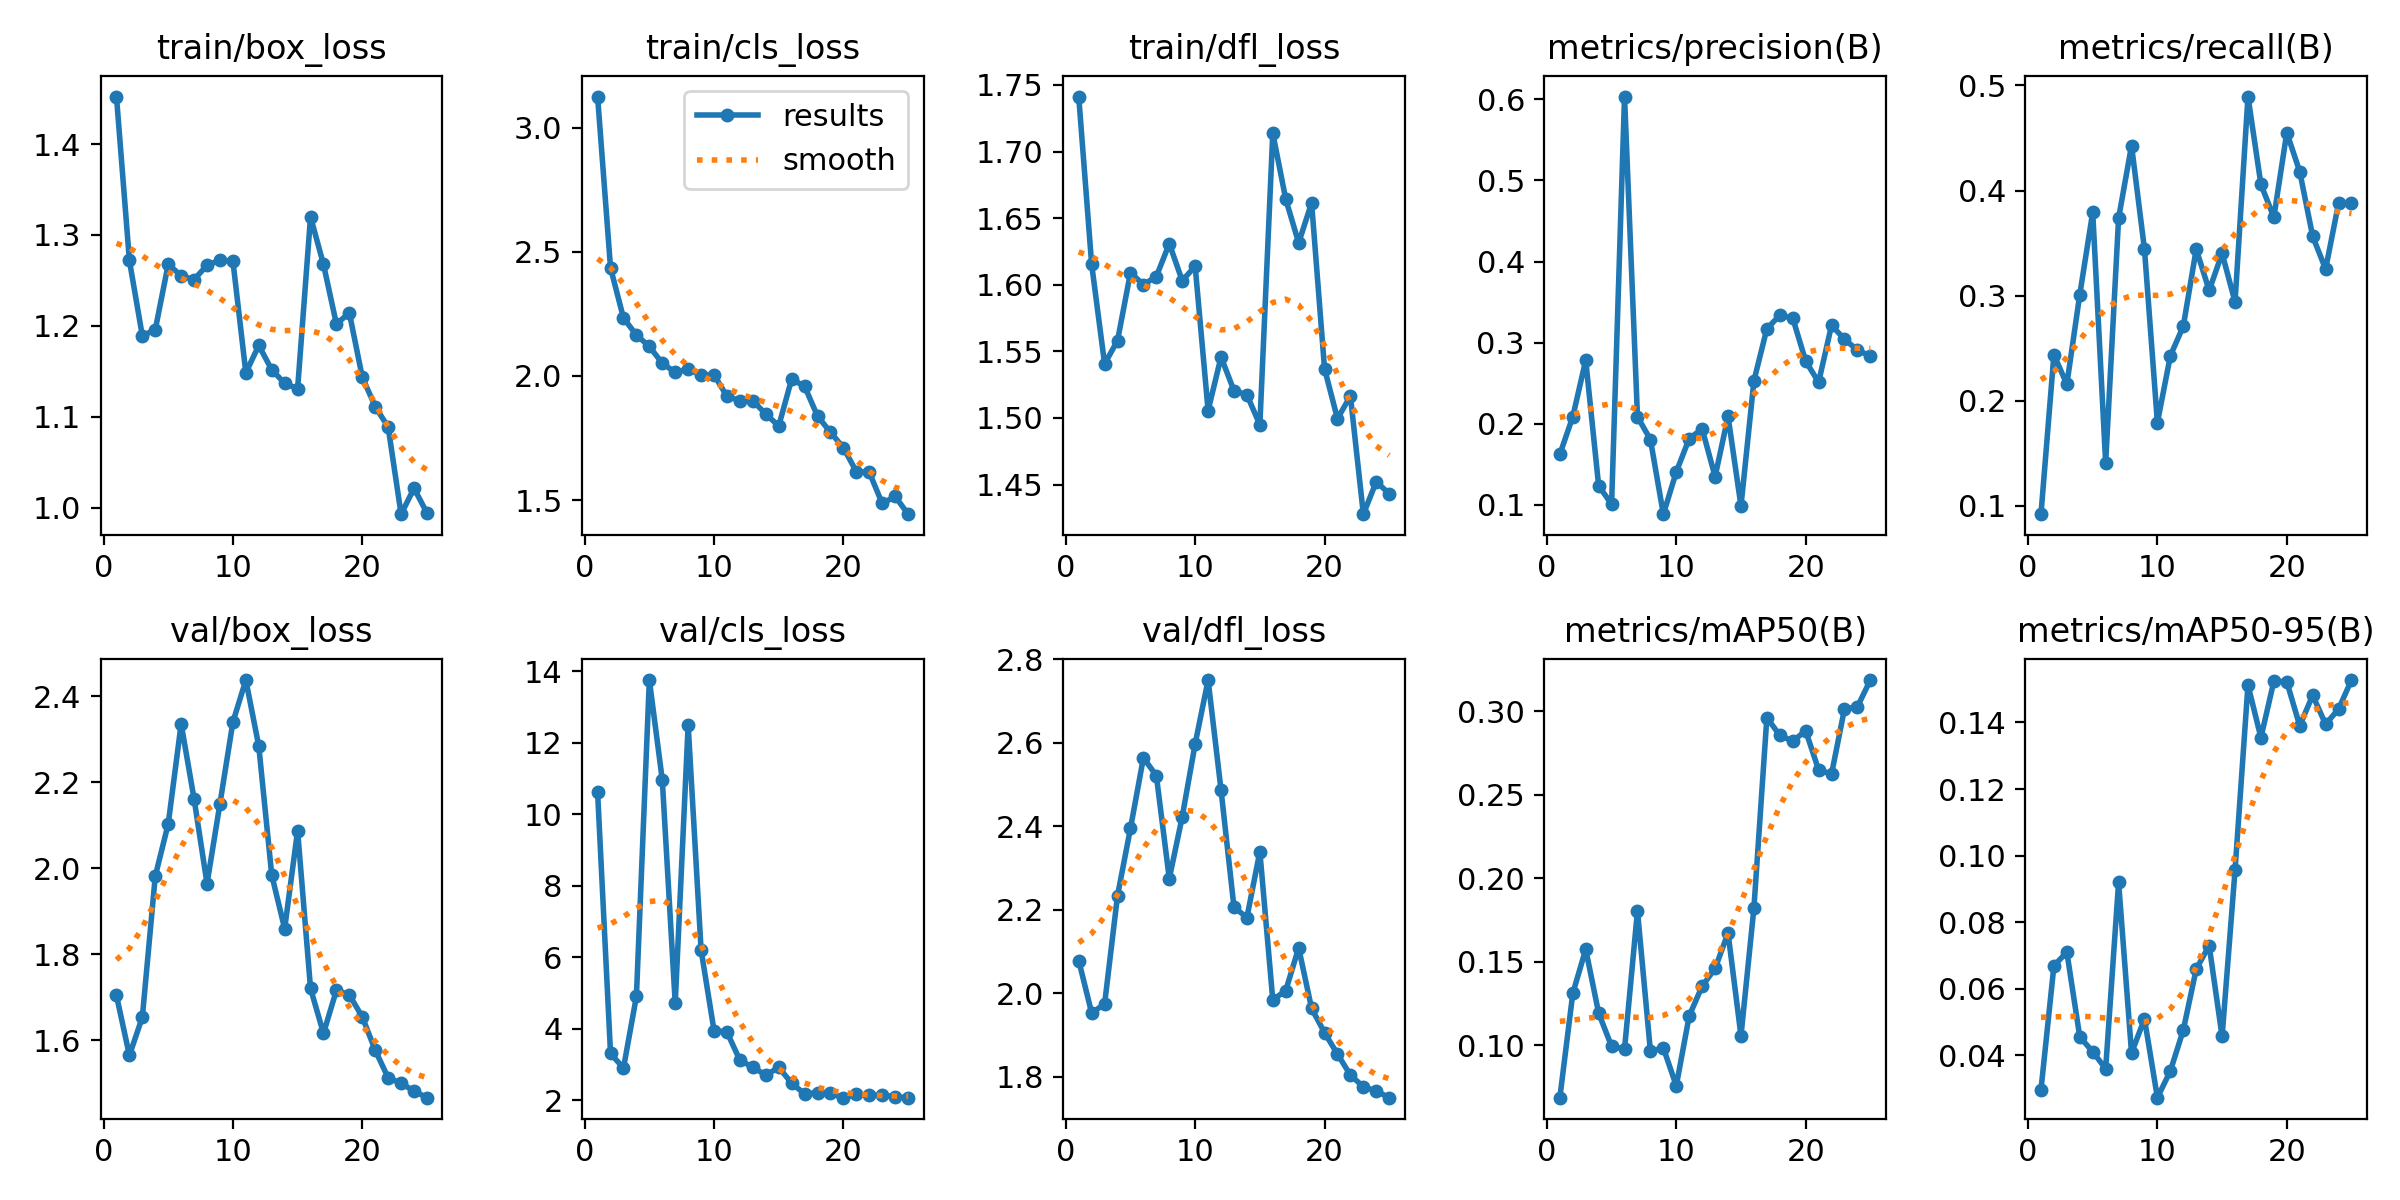 train/box_loss
train/cls_loss
train/dfl_loss
metrics/precision(B)
metrics/recall(B)
1.4
1.3
1.2
1.1
1.0
0 10 20
3.0
2.5
2.0
1.5
results
smooth
0 10 20
1.75
1.70
1.65
1.60
1.55
1.50
1.45
0 10 20
0.6
0.5
0.4
0.3
0.2
0.1
0 10 20
0.5
0.4
0.3
0.2
0.1
0 10 20
val/box_loss
val/cls_loss
val/dfl_loss
metrics/mAP50(B)
metrics/mAP50-95(B)
2.4
2.2
2.0
1.8
1.6
0 10 20
14
12
10
8
6
4
2
0 10 20
2.8
2.6
2.4
2.2
2.0
1.8
0 10 20
0.30
0.25
0.20
0.15
0.10
0 10 20
0.14
0.12
0.10
0.08
0.06
0.04
0 10 20